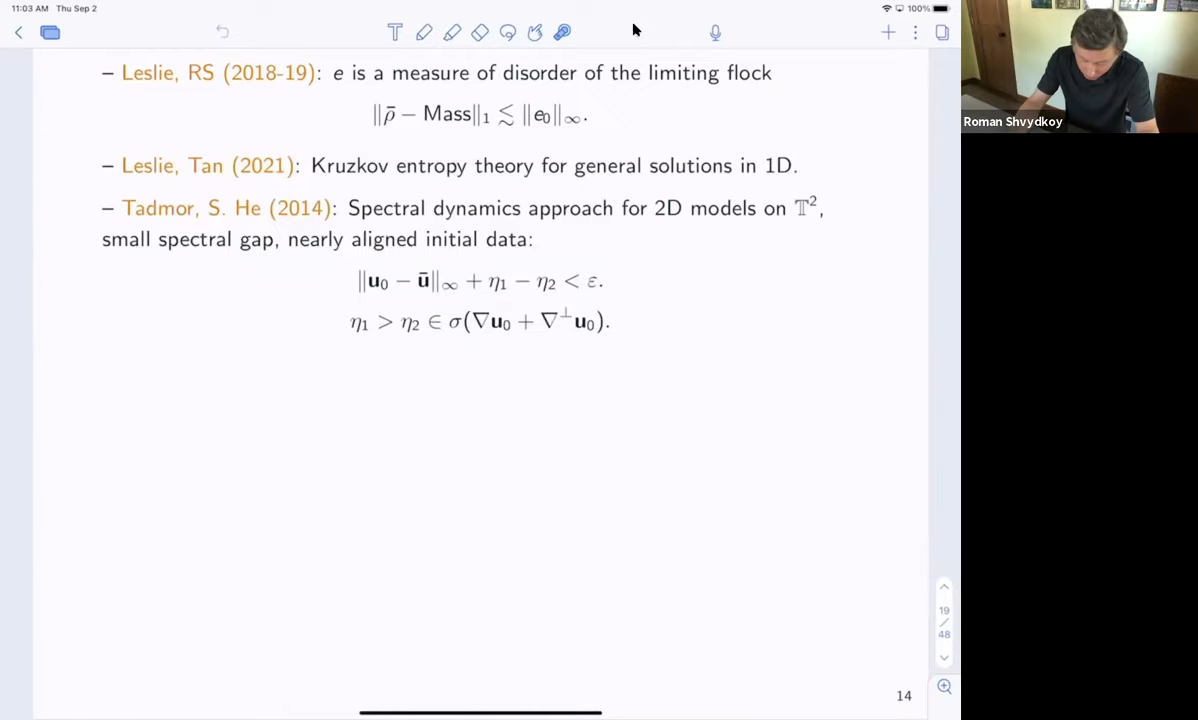 11:03 AM Thu Sep 2
100%
– Leslie, RS (2018-19): e is a measure of disorder of the limiting flock
‖ρ̄ − Mass‖₁ ≲ ‖e₀‖∞.
– Leslie, Tan (2021): Kruzkov entropy theory for general solutions in 1D.
– Tadmor, S. He (2014): Spectral dynamics approach for 2D models on 𝕋²,
small spectral gap, nearly aligned initial data:
‖u₀ − ū‖∞ + η₁ − η₂ < ε.
η₁ > η₂ ∈ σ(∇u₀ + ∇⊥u₀).
19
/
48
14
Roman Shvydkoy